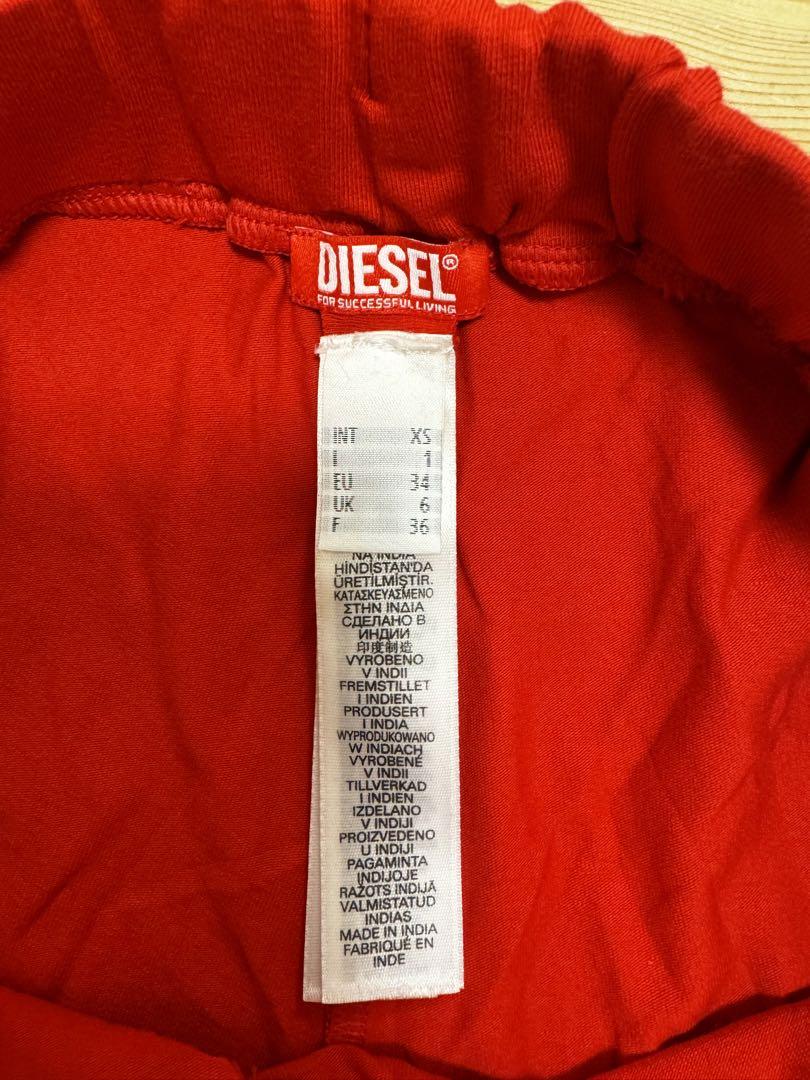 DIESEL®
FOR SUCCESSFUL LIVING
INT XS
I 1
EU 34
UK 6
F 36
NA INDIA
HİNDİSTAN'DA
ÜRETİLMİŞTİR.
ΚΑΤΑΣΚΕΥΑΣΜΕΝΟ
ΣΤΗΝ ΙΝΔΙΑ
СДЕЛАНО В
ИНДИИ
印度制造
VYROBENO
V INDII
FREMSTILLET
I INDIEN
PRODUSERT
I INDIA
WYPRODUKOWANO
W INDIACH
VYROBENÉ
V INDII
TILLVERKAD
I INDIEN
IZDELANO
V INDIJI
PROIZVEDENO
U INDIJI
PAGAMINTA
INDIJOJE
RAŽOTS INDIJĀ
VALMISTATUD
INDIAS
MADE IN INDIA
FABRIQUÉ EN
INDE